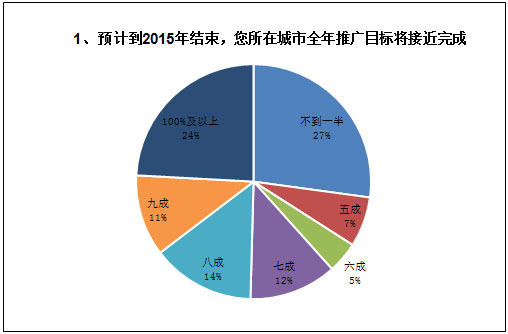 1、预计到2015年结束，您所在城市全年推广目标将接近完成
不到一半
27%
五成
7%
六成
5%
七成
12%
八成
14%
九成
11%
100%及以上
24%